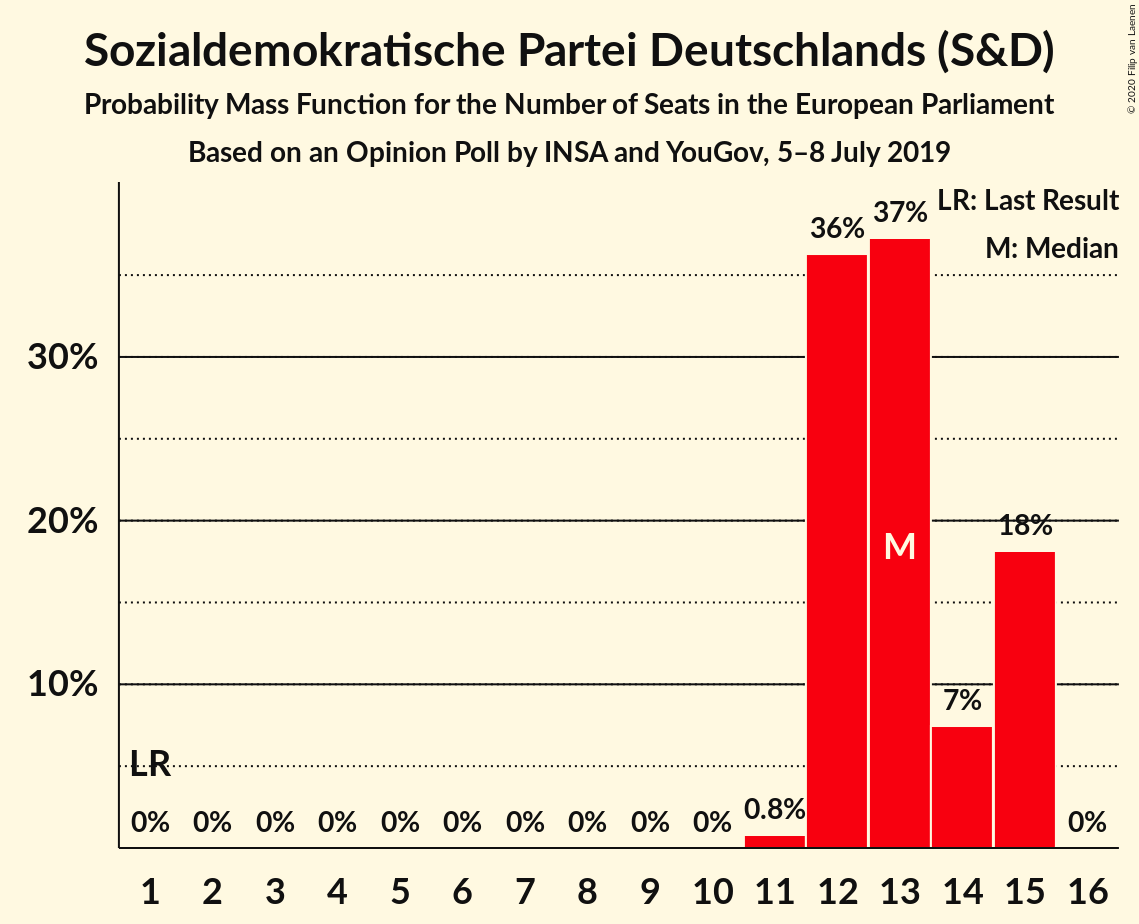 Sozialdemokratische Partei Deutschlands (S&D)
Probability Mass Function for the Number of Seats in the European Parliament
Based on an Opinion Poll by INSA and YouGov, 5–8 July 2019
© 2020 Filip van Laenen
LR: Last Result
M: Median
36%
37%
30%
20%
18%
M
10%
7%
LR
0% 0% 0% 0% 0% 0% 0% 0% 0% 0% 0.8% 0%
1 2 3 4 5 6 7 8 9 10 11 12 13 14 15 16